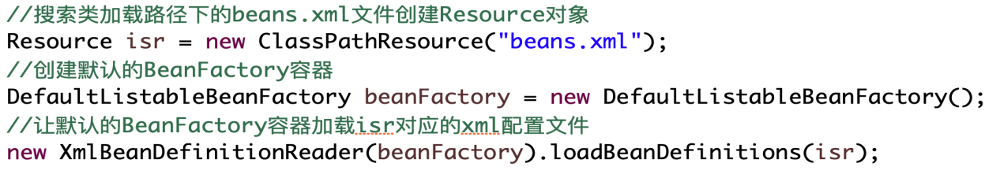 //搜索类加载路径下的beans.xml文件创建Resource对象
Resource isr = new ClassPathResource("beans.xml");
//创建默认的BeanFactory容器
DefaultListableBeanFactory beanFactory = new DefaultListableBeanFactory();
//让默认的BeanFactory容器加载isr对应的xml配置文件
new XmlBeanDefinitionReader(beanFactory).loadBeanDefinitions(isr);